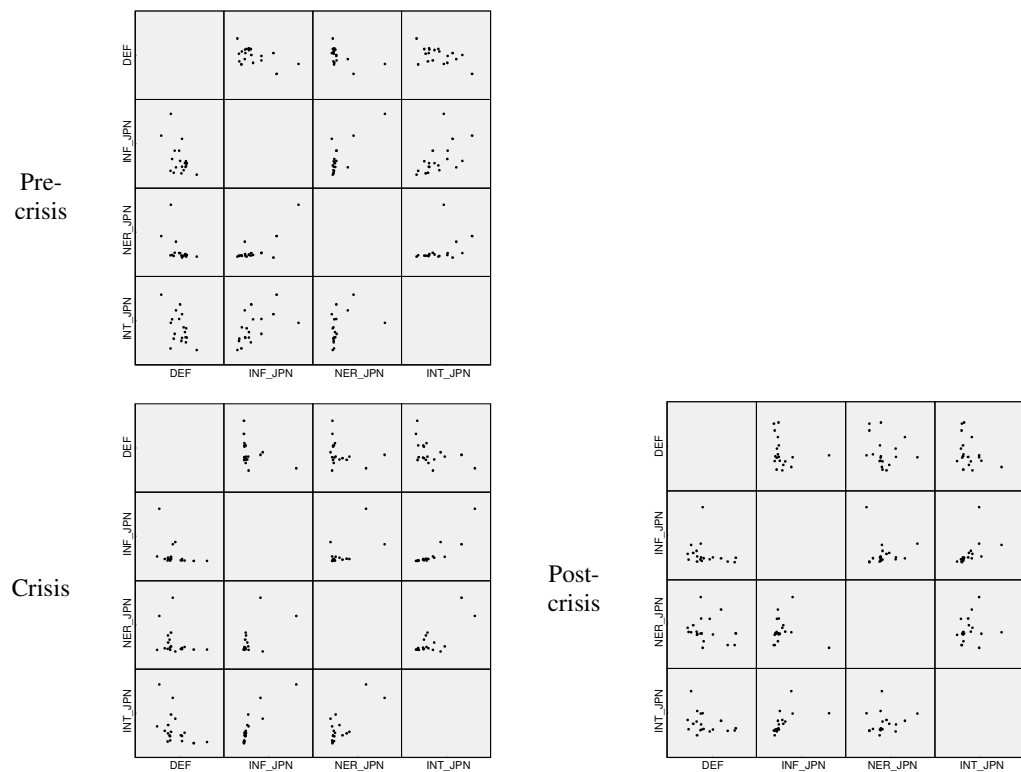 DEF
INF_JPN
NER_JPN
INT_JPN
Pre-
crisis
DEF INF_JPN NER_JPN INT_JPN
DEF
INF_JPN
NER_JPN
INT_JPN
Crisis
DEF INF_JPN NER_JPN INT_JPN
DEF
INF_JPN
NER_JPN
INT_JPN
Post-
crisis
DEF INF_JPN NER_JPN INT_JPN